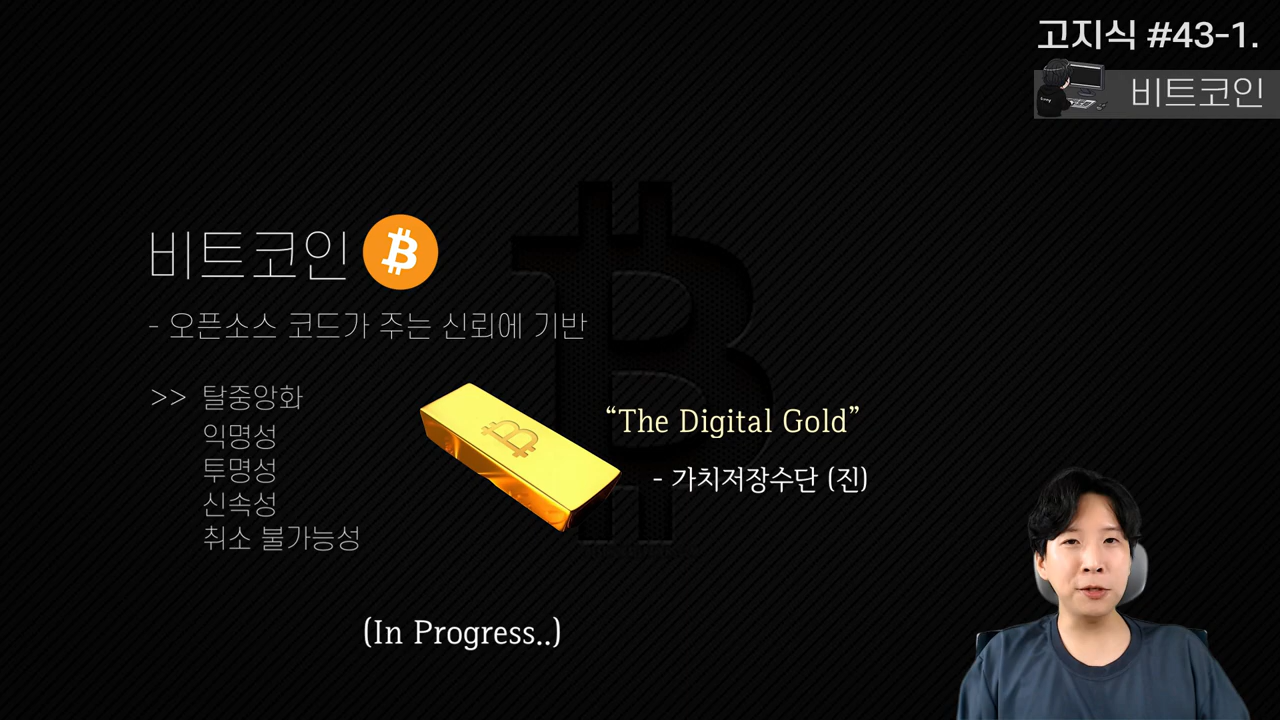 고지식 #43-1.
비트코인
비트코인
- 오픈소스 코드가 주는 신뢰에 기반
>> 탈중앙화
익명성
투명성
신속성
취소 불가능성
“The Digital Gold”
- 가치저장수단 (진)
(In Progress..)